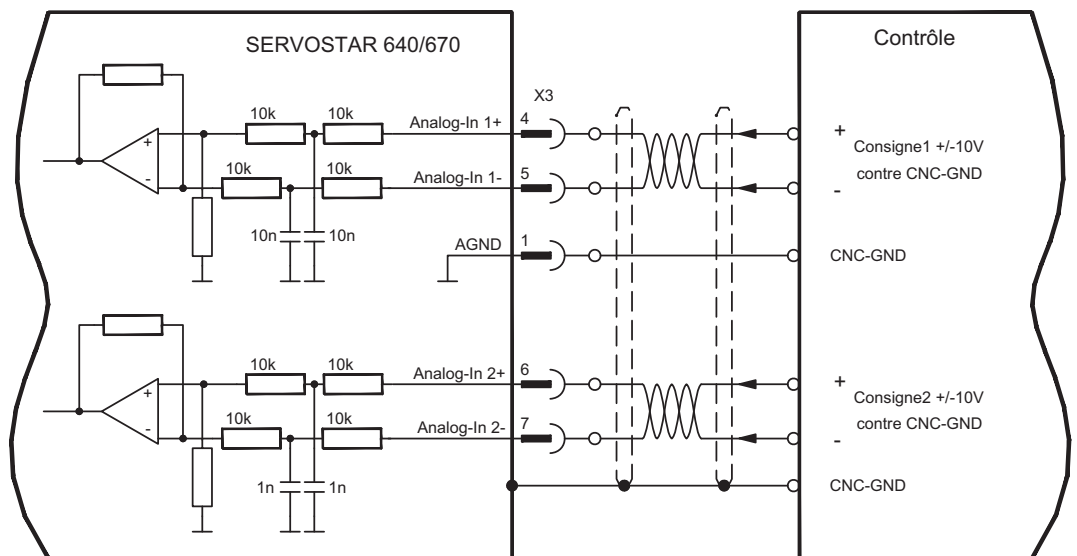 SERVOSTAR 640/670
Contrôle
X3
10k
10k
Analog-In 1+
4
+
+
Consigne1 +/-10V
10k
10k
Analog-In 1-
5
-
-
contre CNC-GND
10n
10n
AGND
1
CNC-GND
10k
10k
Analog-In 2+
6
+
+
Consigne2 +/-10V
10k
10k
Analog-In 2-
7
-
-
contre CNC-GND
1n
1n
CNC-GND